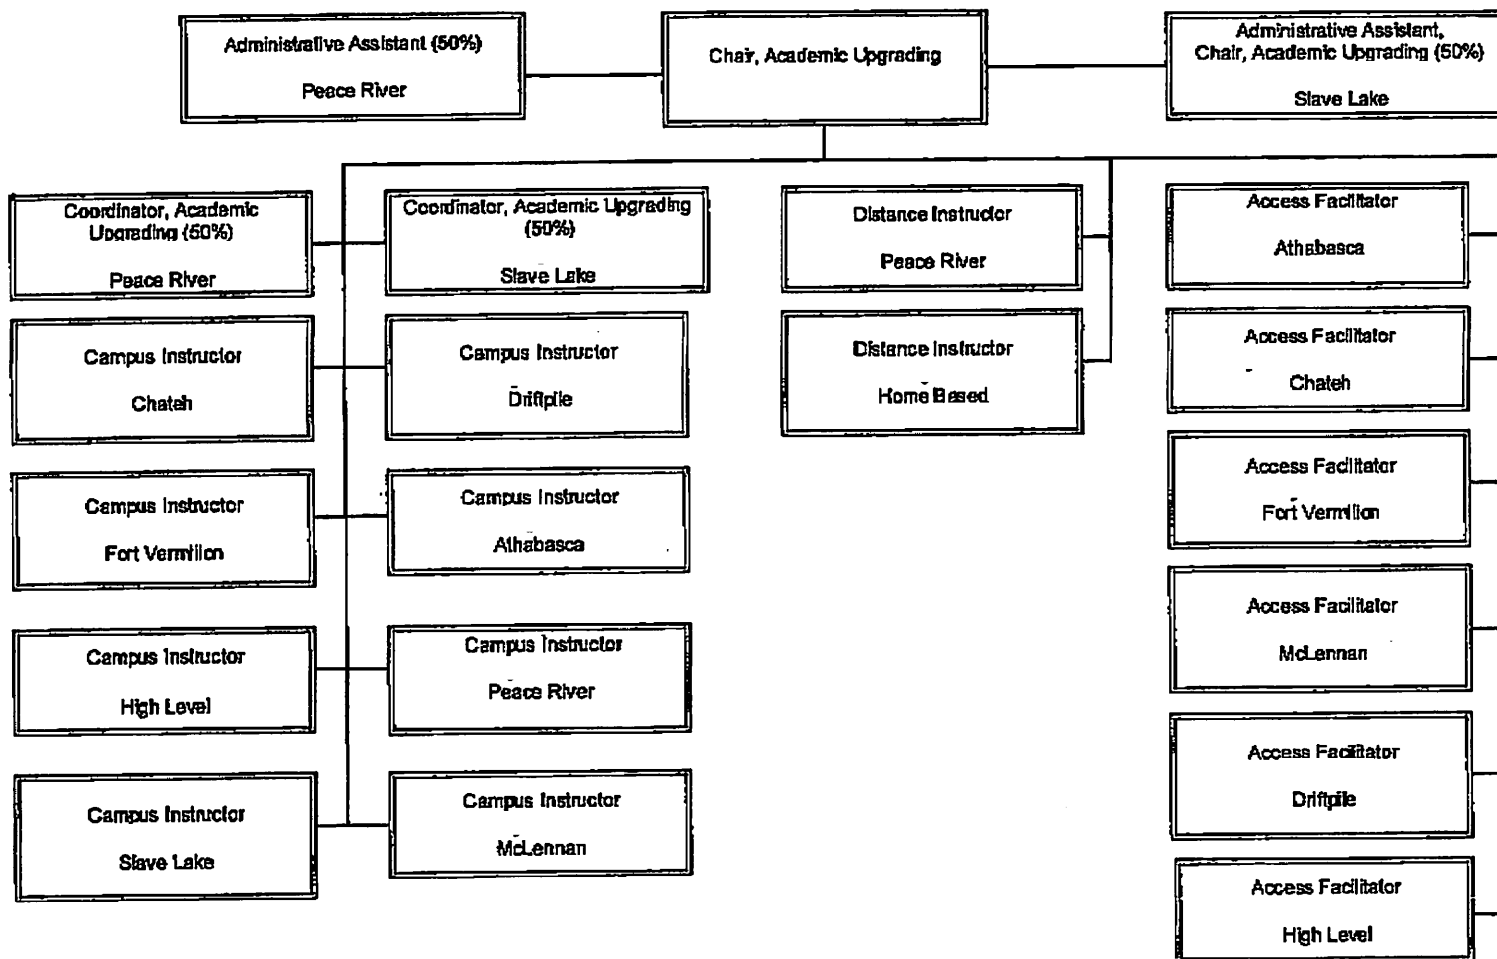 Administrative Assistant (50%)
Peace River
Chair, Academic Upgrading
Administrative Assistant,
Chair, Academic Upgrading (50%)
Slave Lake
Coordinator, Academic
Upgrading (50%)
Peace River
Coordinator, Academic Upgrading
(50%)
Slave Lake
Distance Instructor
Peace River
Access Facilitator
Athabasca
Campus Instructor
Chateh
Campus Instructor
Driftpile
Distance Instructor
Home Based
Access Facilitator
Chateh
Campus Instructor
Fort Vermilion
Campus Instructor
Athabasca
Access Facilitator
Fort Vermilion
Campus Instructor
High Level
Campus Instructor
Peace River
Access Facilitator
McLennan
Campus Instructor
Slave Lake
Campus Instructor
McLennan
Access Facilitator
Driftpile
Access Facilitator
High Level